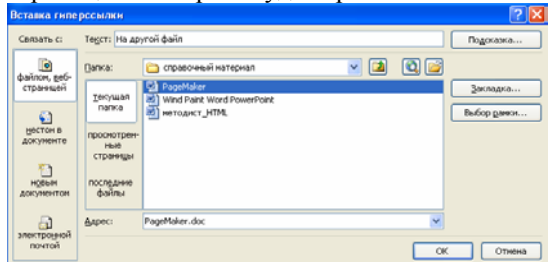 Вставка гиперссылки
Связать с:
Текст: На другой файл
Подсказка...
Папка: справочный материал
файлом, веб-страницей
местом в документе
новым документом
электронной почтой
текущая папка
просмотрен-ные страницы
последние файлы
PageMaker
Wind Paint Word PowerPoint
методист_HTML
Закладка...
Выбор рамки...
Адрес: PageMaker.doc
OK
Отмена